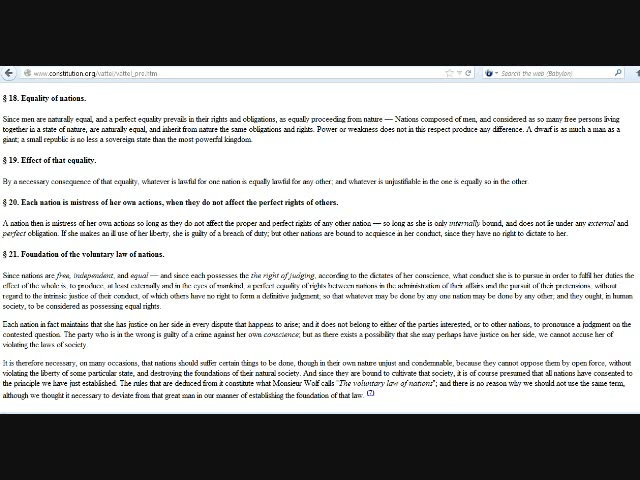 www.constitution.org/vattel/vattel_pre.htm
Search the web (Babylon)
§ 18. Equality of nations.
Since men are naturally equal, and a perfect equality prevails in their rights and obligations, as equally proceeding from nature — Nations composed of men, and considered as so many free persons living
together in a state of nature, are naturally equal, and inherit from nature the same obligations and rights. Power or weakness does not in this respect produce any difference. A dwarf is as much a man as a
giant; a small republic is no less a sovereign state than the most powerful kingdom.
§ 19. Effect of that equality.
By a necessary consequence of that equality, whatever is lawful for one nation is equally lawful for any other; and whatever is unjustifiable in the one is equally so in the other.
§ 20. Each nation is mistress of her own actions, when they do not affect the perfect rights of others.
A nation then is mistress of her own actions so long as they do not affect the proper and perfect rights of any other nation — so long as she is only internally bound, and does not lie under any external and
perfect obligation. If she makes an ill use of her liberty, she is guilty of a breach of duty; but other nations are bound to acquiesce in her conduct, since they have no right to dictate to her.
§ 21. Foundation of the voluntary law of nations.
Since nations are free, independent, and equal — and since each possesses the the right of judging, according to the dictates of her conscience, what conduct she is to pursue in order to fulfil her duties the
effect of the whole is, to produce, at least externally and in the eyes of mankind, a perfect equality of rights between nations in the administration of their affairs and the pursuit of their pretensions, without
regard to the intrinsic justice of their conduct, of which others have no right to form a definitive judgment; so that whatever may be done by any one nation may be done by any other; and they ought, in human
society, to be considered as possessing equal rights.
Each nation in fact maintains that she has justice on her side in every dispute that happens to arise; and it does not belong to either of the parties interested, or to other nations, to pronounce a judgment on the
contested question. The party who is in the wrong is guilty of a crime against her own conscience; but as there exists a possibility that she may perhaps have justice on her side, we cannot accuse her of
violating the laws of society.
It is therefore necessary, on many occasions, that nations should suffer certain things to be done, though in their own nature unjust and condemnable, because they cannot oppose them by open force, without
violating the liberty of some particular state, and destroying the foundations of their natural society. And since they are bound to cultivate that society, it is of course presumed that all nations have consented to
the principle we have just established. The rules that are deduced from it constitute what Monsieur Wolf calls "The voluntary law of nations"; and there is no reason why we should not use the same term,
although we thought it necessary to deviate from that great man in our manner of establishing the foundation of that law. (7)